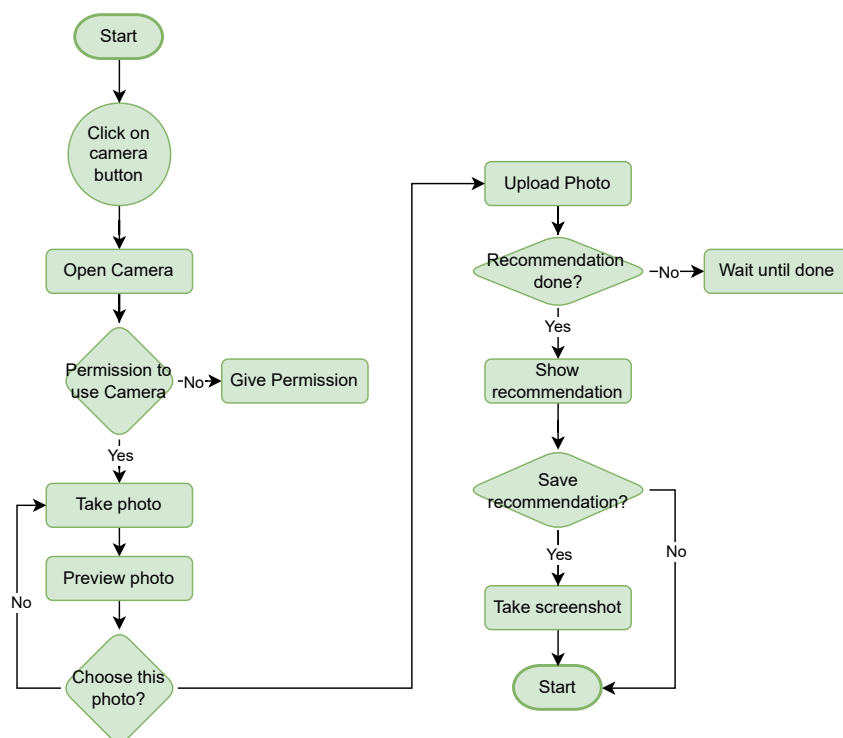 Start
Click on
camera
button
Open Camera
Permission to
use Camera
No
Give Permission
Yes
Take photo
Preview photo
No
Choose this
photo?
Upload Photo
Recommendation
done?
No
Wait until done
Yes
Show
recommendation
Save
recommendation?
No
Yes
Take screenshot
Start